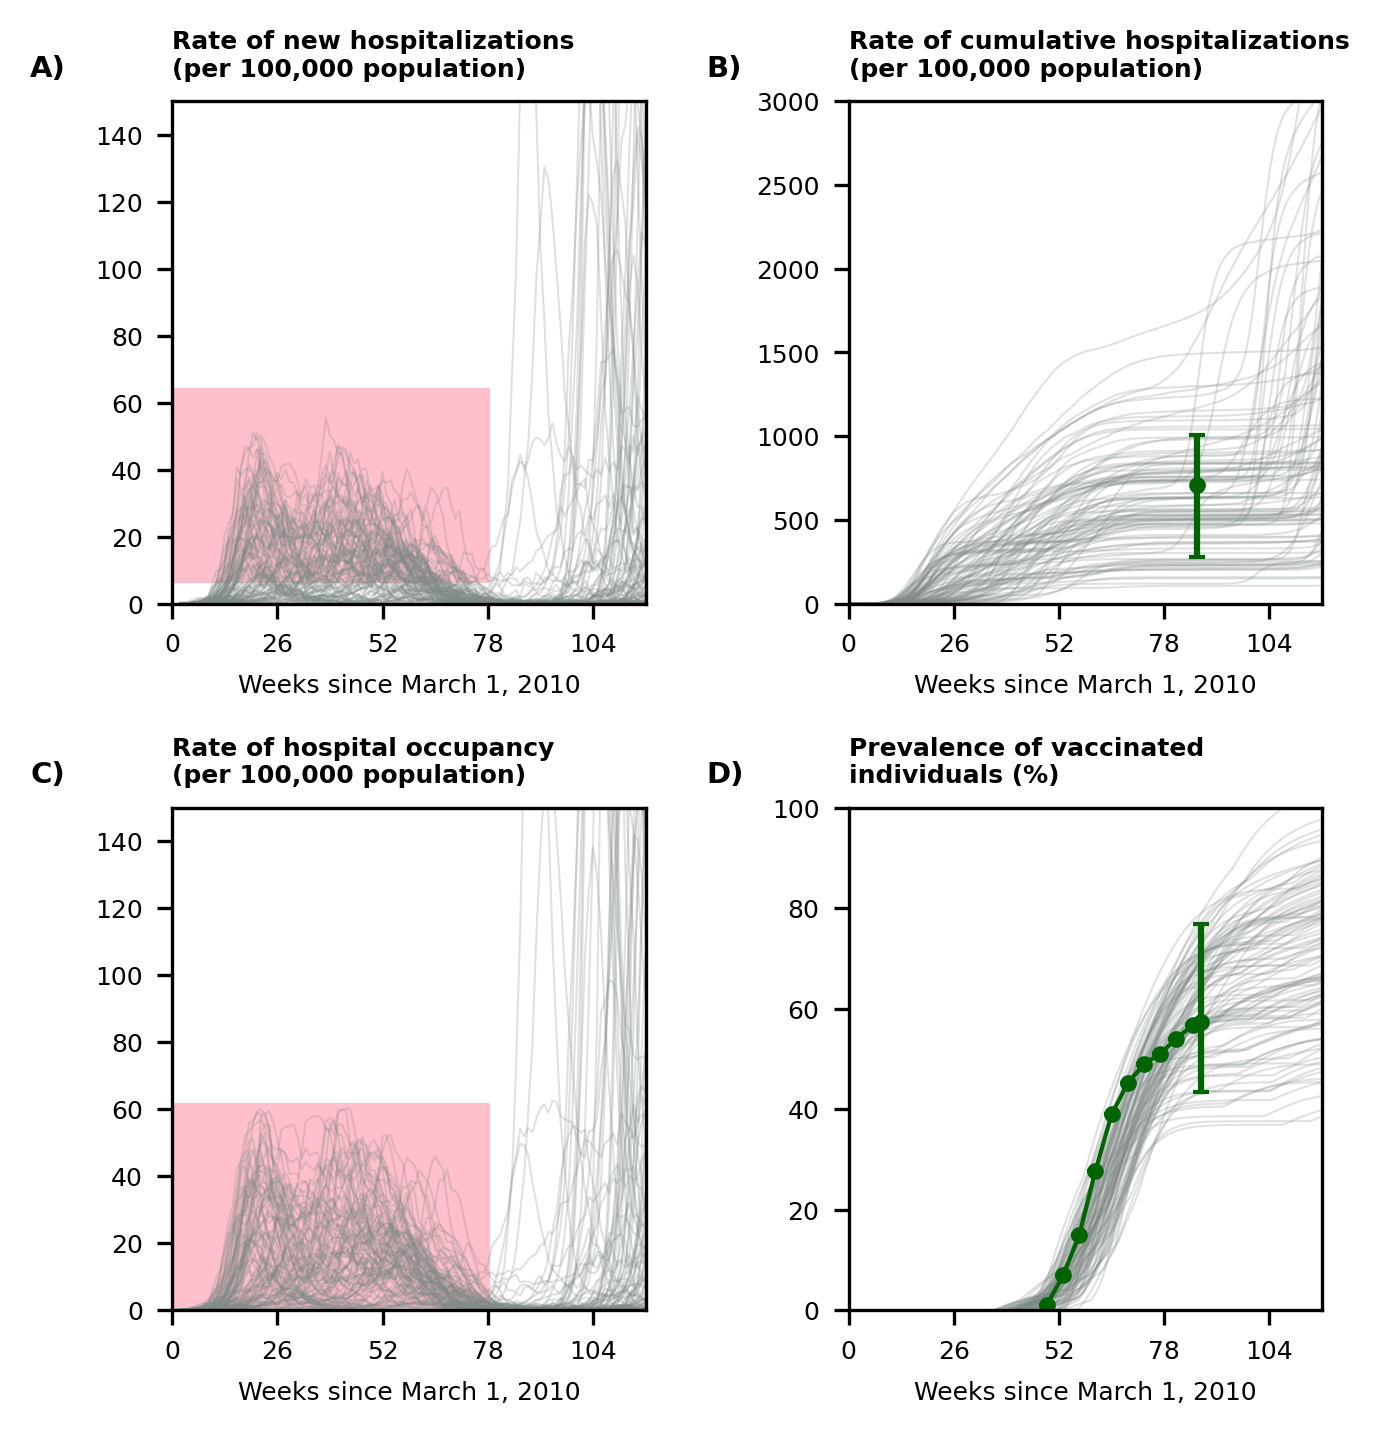 A)
Rate of new hospitalizations
(per 100,000 population)
140
120
100
80
60
40
20
0
0 26 52 78 104
Weeks since March 1, 2010
B)
Rate of cumulative hospitalizations
(per 100,000 population)
3000
2500
2000
1500
1000
500
0
0 26 52 78 104
Weeks since March 1, 2010
C)
Rate of hospital occupancy
(per 100,000 population)
140
120
100
80
60
40
20
0
0 26 52 78 104
Weeks since March 1, 2010
D)
Prevalence of vaccinated
individuals (%)
100
80
60
40
20
0
0 26 52 78 104
Weeks since March 1, 2010